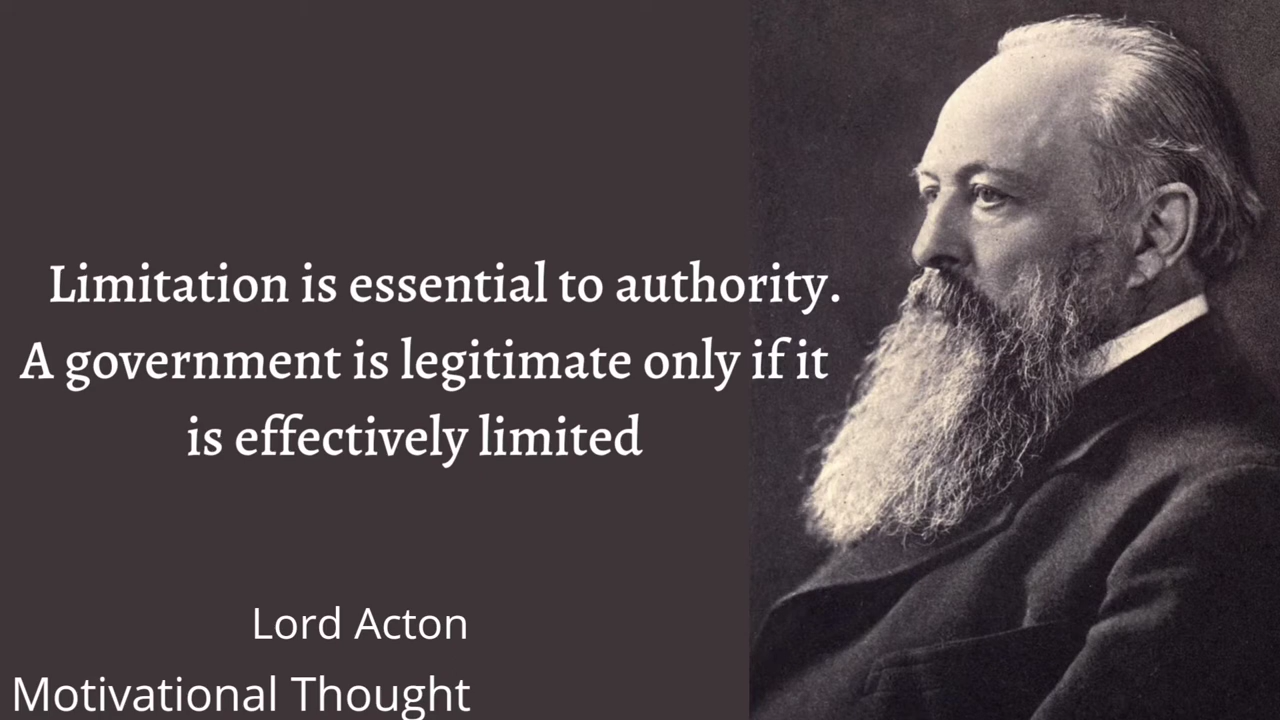 Limitation is essential to authority.
A government is legitimate only if it
is effectively limited
Lord Acton
Motivational Thought